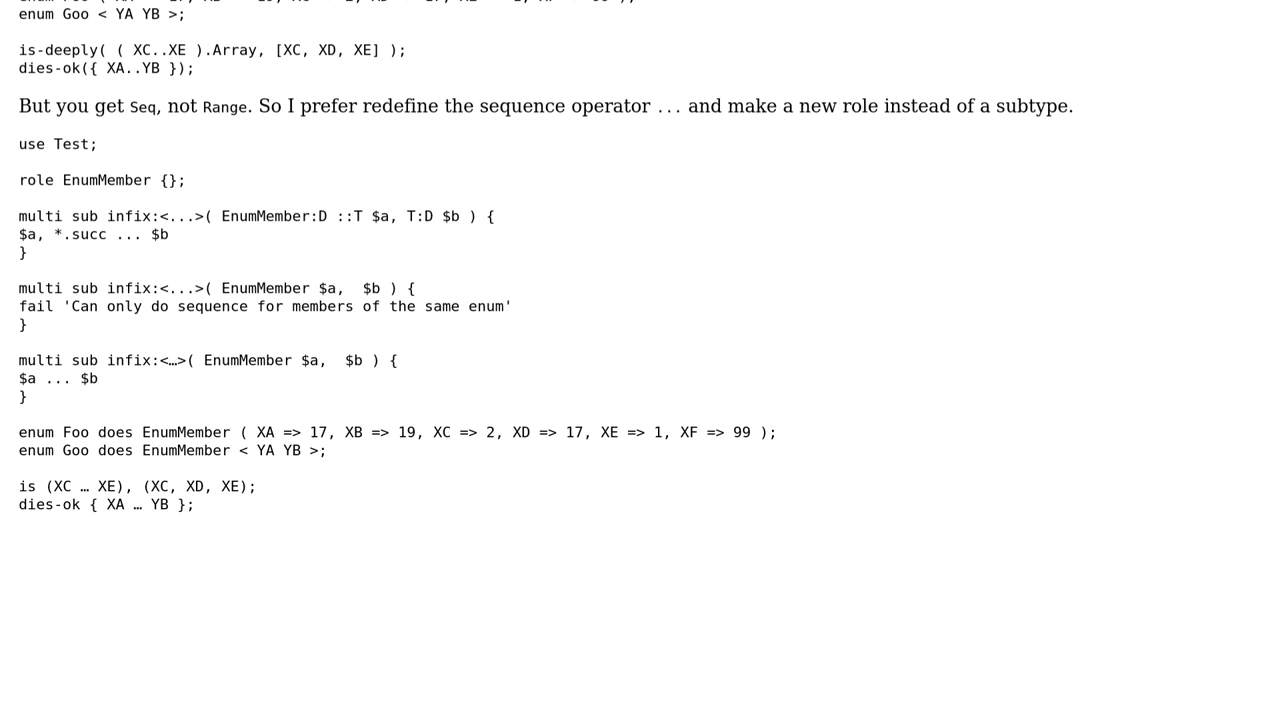 enum Goo < YA YB >;
is-deeply( ( XC..XE ).Array, [XC, XD, XE] );
dies-ok({ XA..YB });
But you get Seq, not Range. So I prefer redefine the sequence operator ... and make a new role instead of a subtype.
use Test;
role EnumMember {};
multi sub infix:<...>( EnumMember:D ::T $a, T:D $b ) {
$a, *.succ ... $b
}
multi sub infix:<...>( EnumMember $a,  $b ) {
fail 'Can only do sequence for members of the same enum'
}
multi sub infix:<…>( EnumMember $a,  $b ) {
$a ... $b
}
enum Foo does EnumMember ( XA => 17, XB => 19, XC => 2, XD => 17, XE => 1, XF => 99 );
enum Goo does EnumMember < YA YB >;
is (XC … XE), (XC, XD, XE);
dies-ok { XA … YB };